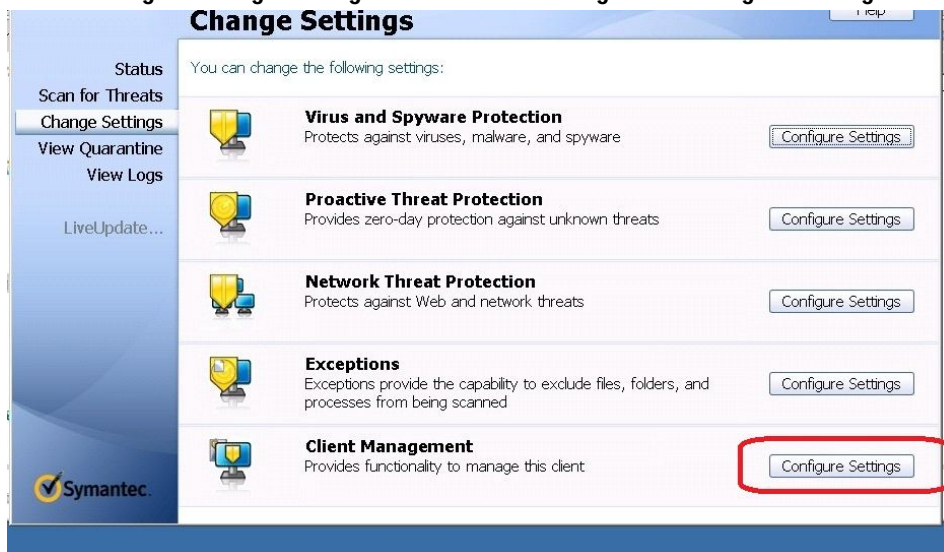 Change Settings
Help
Status
Scan for Threats
Change Settings
View Quarantine
View Logs
LiveUpdate...
You can change the following settings:
Virus and Spyware Protection
Protects against viruses, malware, and spyware
Configure Settings
Proactive Threat Protection
Provides zero-day protection against unknown threats
Configure Settings
Network Threat Protection
Protects against Web and network threats
Configure Settings
Exceptions
Exceptions provide the capability to exclude files, folders, and
processes from being scanned
Configure Settings
Client Management
Provides functionality to manage this client
Configure Settings
Symantec.